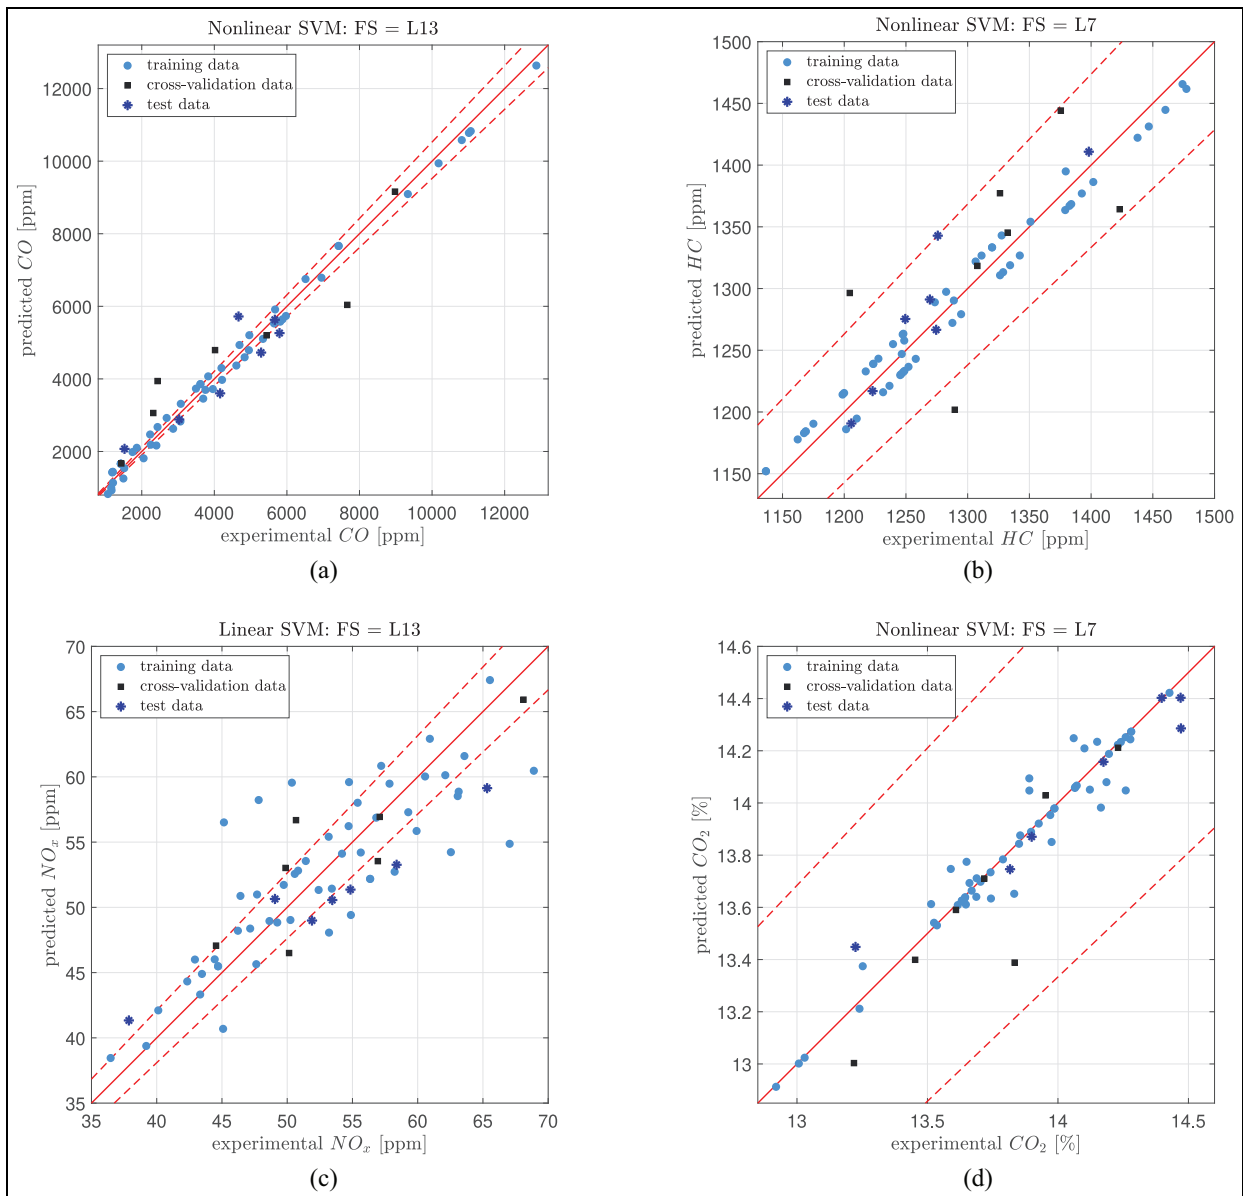 Nonlinear SVM: FS = L13
training data
cross-validation data
test data
12000
10000
8000
6000
4000
2000
predicted CO [ppm]
2000 4000 6000 8000 10000 12000
experimental CO [ppm]
(a)
Nonlinear SVM: FS = L7
training data
cross-validation data
test data
1500
1450
1400
1350
1300
1250
1200
1150
predicted HC [ppm]
1150 1200 1250 1300 1350 1400 1450 1500
experimental HC [ppm]
(b)
Linear SVM: FS = L13
training data
cross-validation data
test data
70
65
60
55
50
45
40
35
predicted NOₓ [ppm]
35 40 45 50 55 60 65 70
experimental NOₓ [ppm]
(c)
Nonlinear SVM: FS = L7
training data
cross-validation data
test data
14.6
14.4
14.2
14
13.8
13.6
13.4
13.2
13
predicted CO₂ [%]
13 13.5 14 14.5
experimental CO₂ [%]
(d)